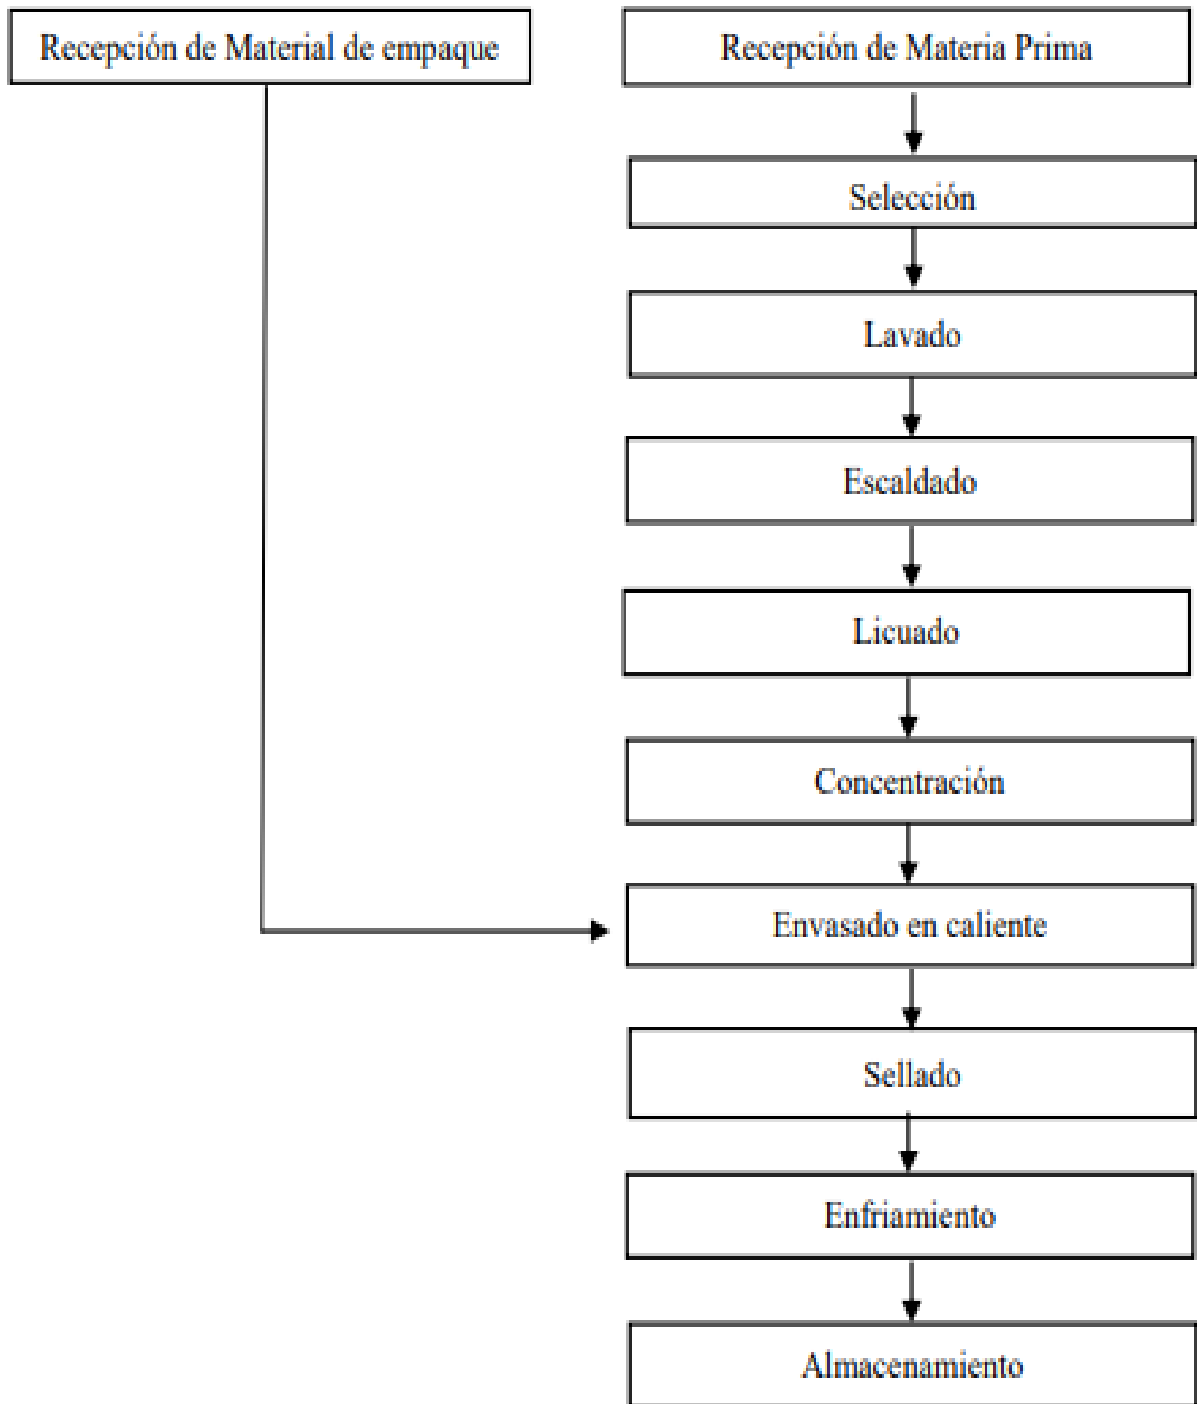 Recepción de Material de empaque
Recepción de Materia Prima
Selección
Lavado
Escaldado
Licuado
Concentración
Envasado en caliente
Sellado
Enfriamiento
Almacenamiento